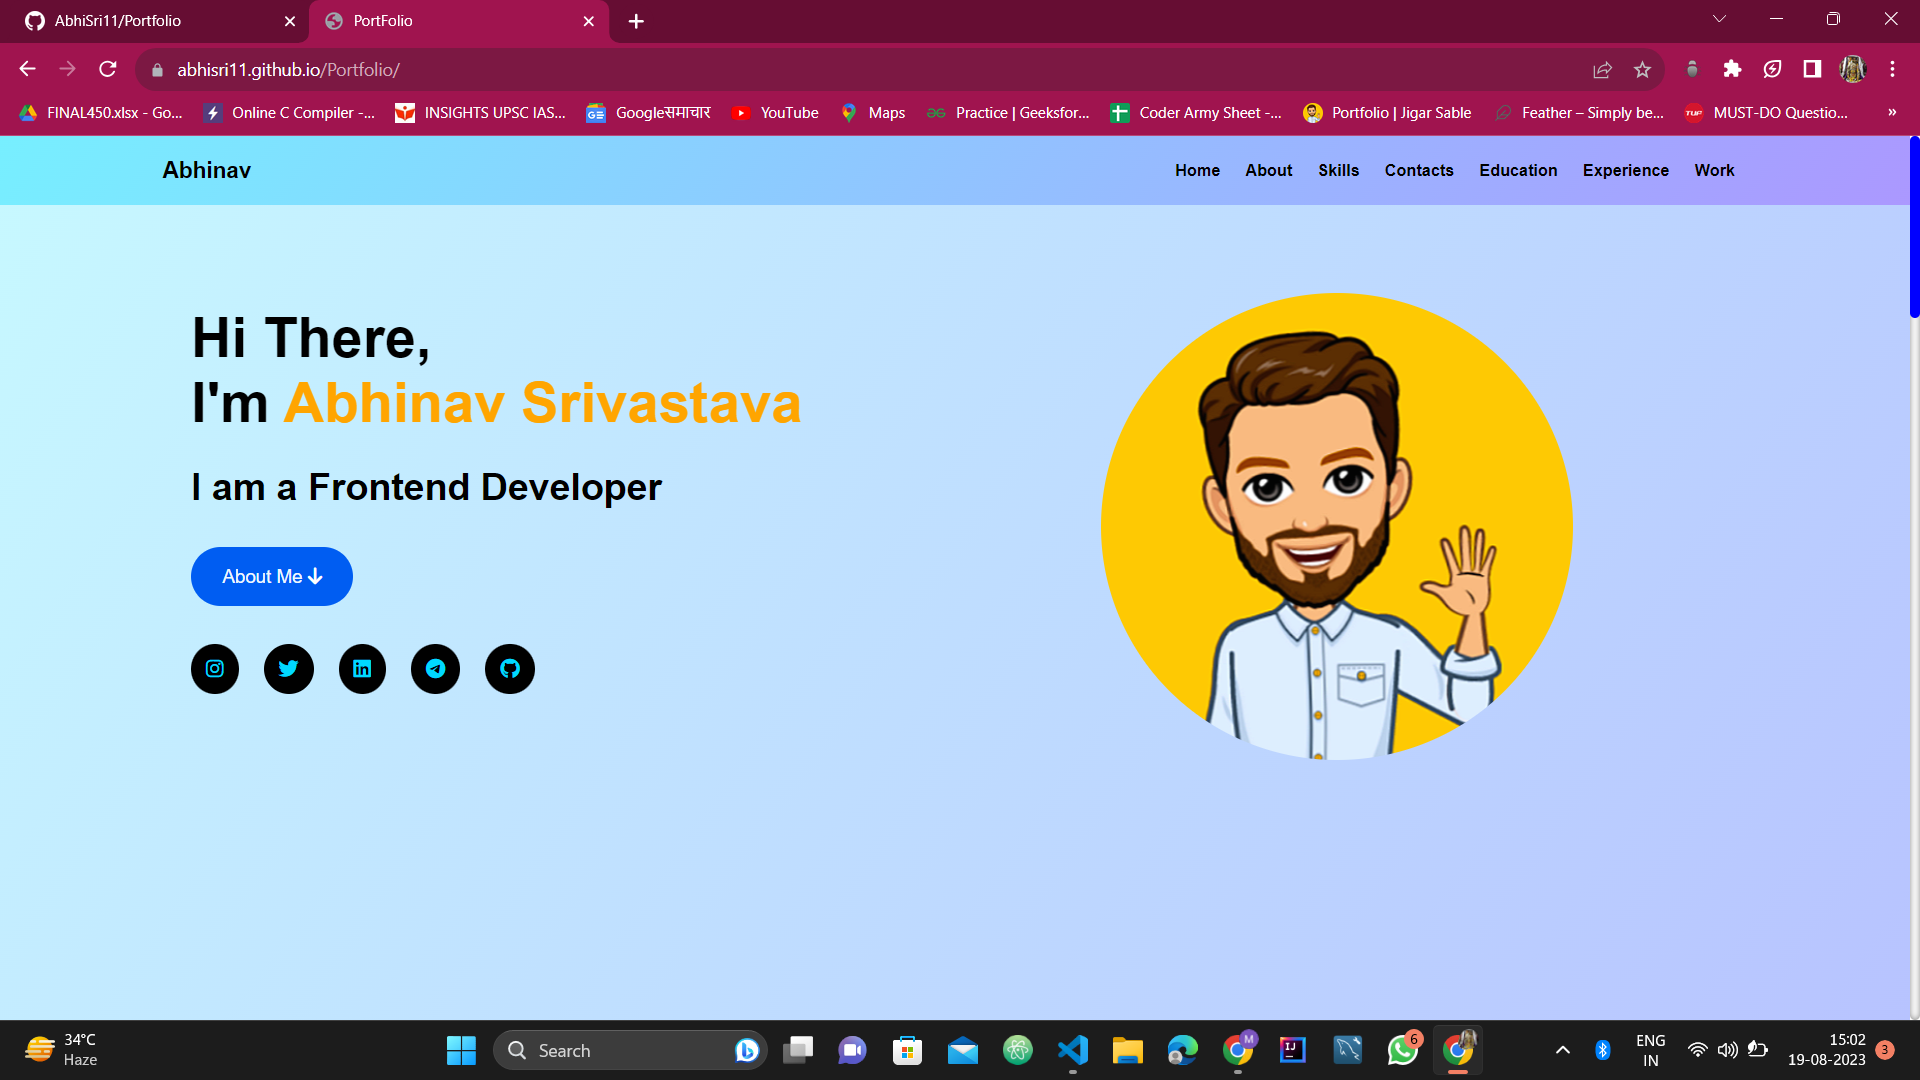 AbhiSri11/Portfolio
PortFolio
abhisri11.github.io/Portfolio/
FINAL450.xlsx - Go...
Online C Compiler -...
INSIGHTS UPSC IAS...
Googleसमाचार
YouTube
Maps
Practice | Geeksfor...
Coder Army Sheet -...
Portfolio | Jigar Sable
Feather – Simply be...
TUF
MUST-DO Questio...
»
Abhinav
Home
About
Skills
Contacts
Education
Experience
Work
Hi There,
I'm Abhinav Srivastava
I am a Frontend Developer
About Me
34°C
Haze
Search
M
IJ
6
ENG
IN
15:02
19-08-2023
3